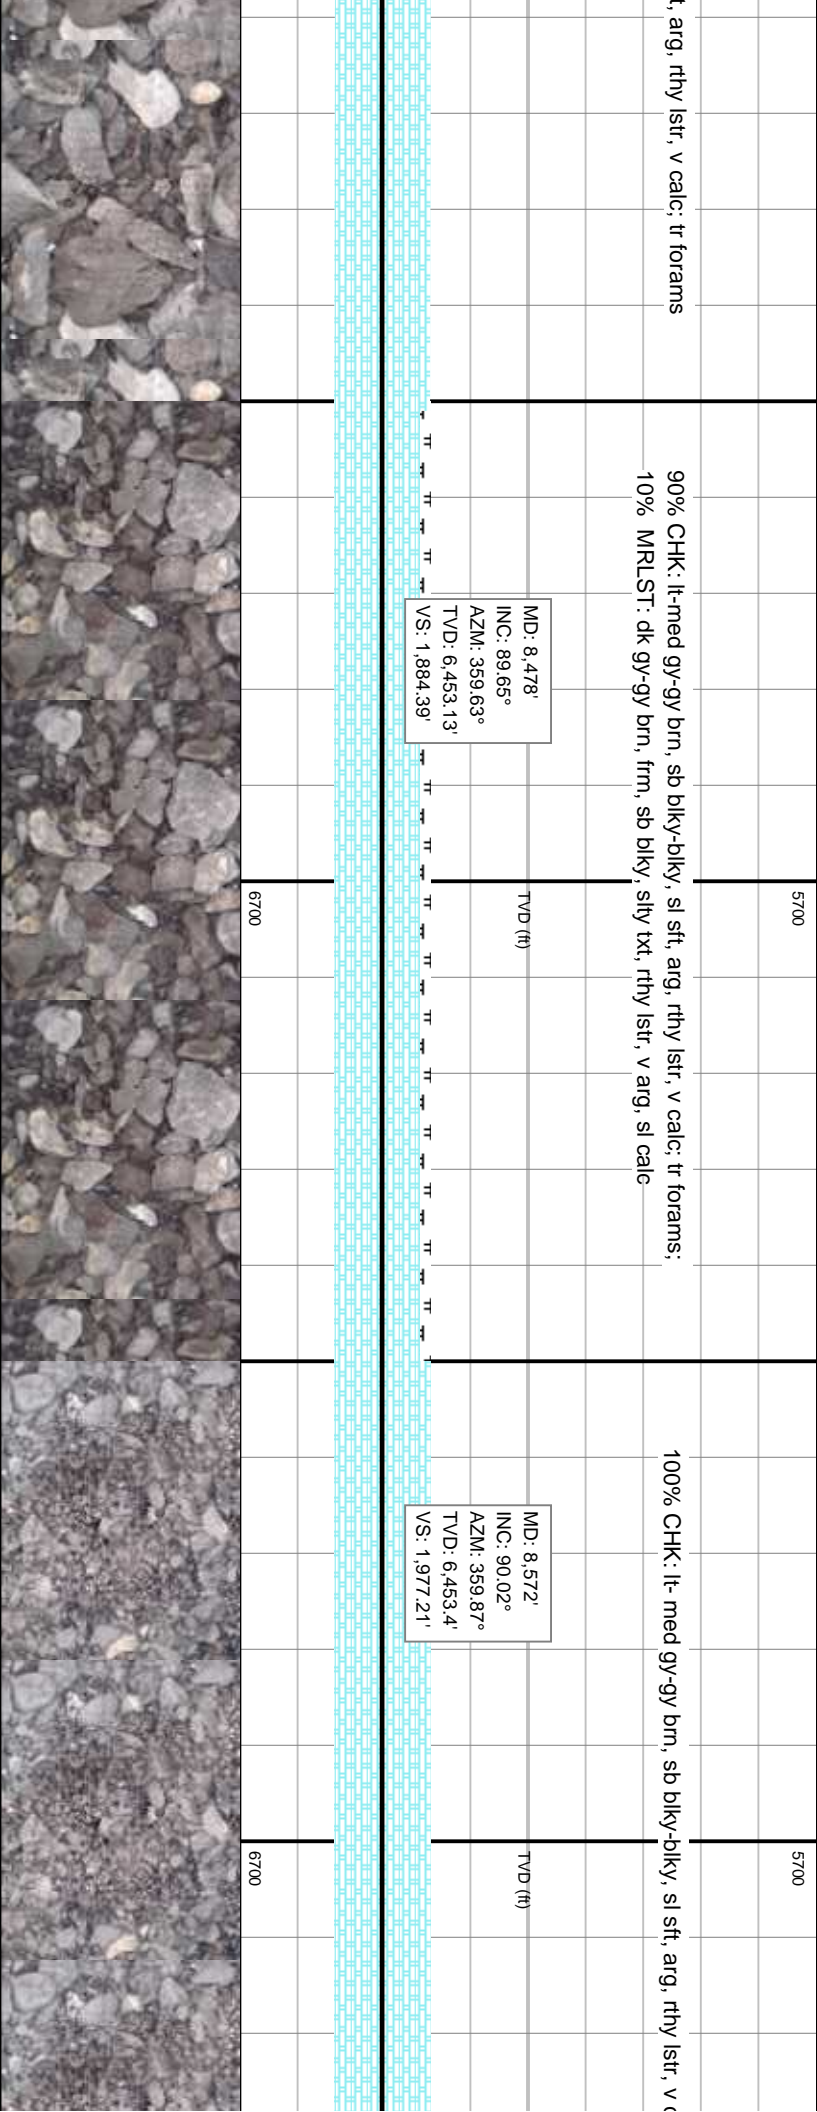 t, arg, rthy lstr, v calc; tr forams
90% CHK: lt-med gy-gy brn, sb blky-blky, sl sft, arg, rthy lstr, v calc; tr forams;
10%  MRLST: dk gy-gy brn, frm, sb blky, slty txt, rthy lstr, v arg, sl calc
MD: 8,478'
INC: 89.65°
AZM: 359.63°
TVD: 6,453.13'
VS: 1,884.39'
5700
TVD (ft)
6700
100% CHK: lt- med gy-gy brn, sb blky-blky, sl sft, arg, rthy lstr, v c
MD: 8,572'
INC: 90.02°
AZM: 359.87°
TVD: 6,453.4'
VS: 1,977.21'
5700
TVD (ft)
6700